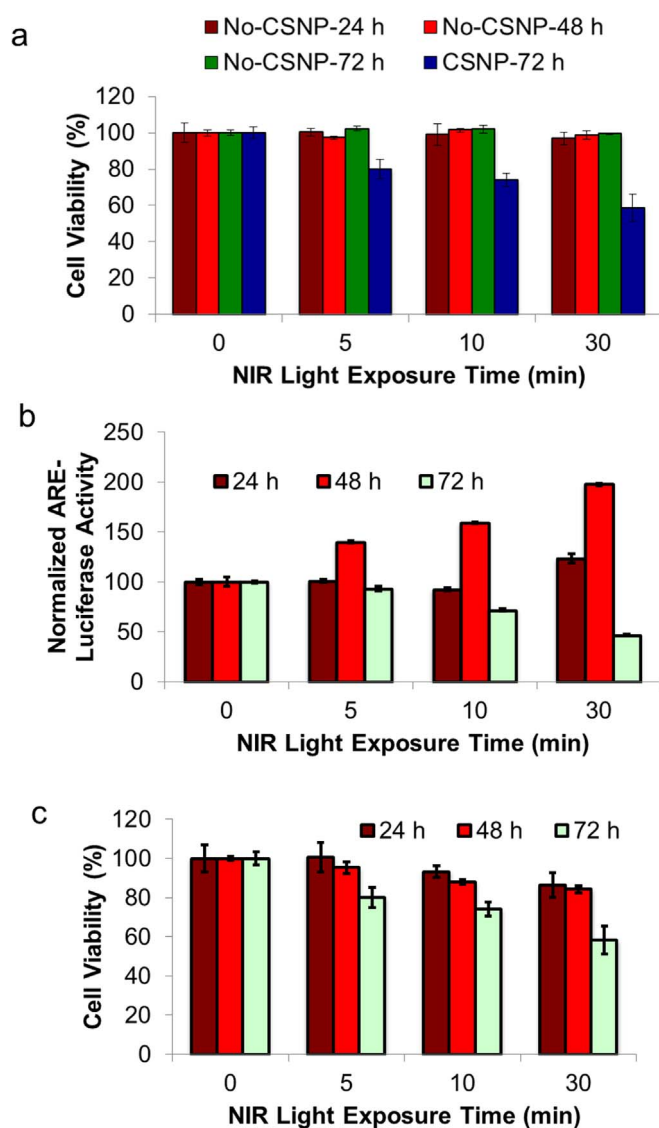 a
No-CSNP-24 h No-CSNP-48 h
No-CSNP-72 h CSNP-72 h
120
100
80
60
40
20
0
Cell Viability (%)
0 5 10 30
NIR Light Exposure Time (min)
b
250
200
150
100
50
0
Normalized ARE-
Luciferase Activity
24 h 48 h 72 h
0 5 10 30
NIR Light Exposure Time (min)
c
120
100
80
60
40
20
0
Cell Viability (%)
24 h 48 h 72 h
0 5 10 30
NIR Light Exposure Time (min)